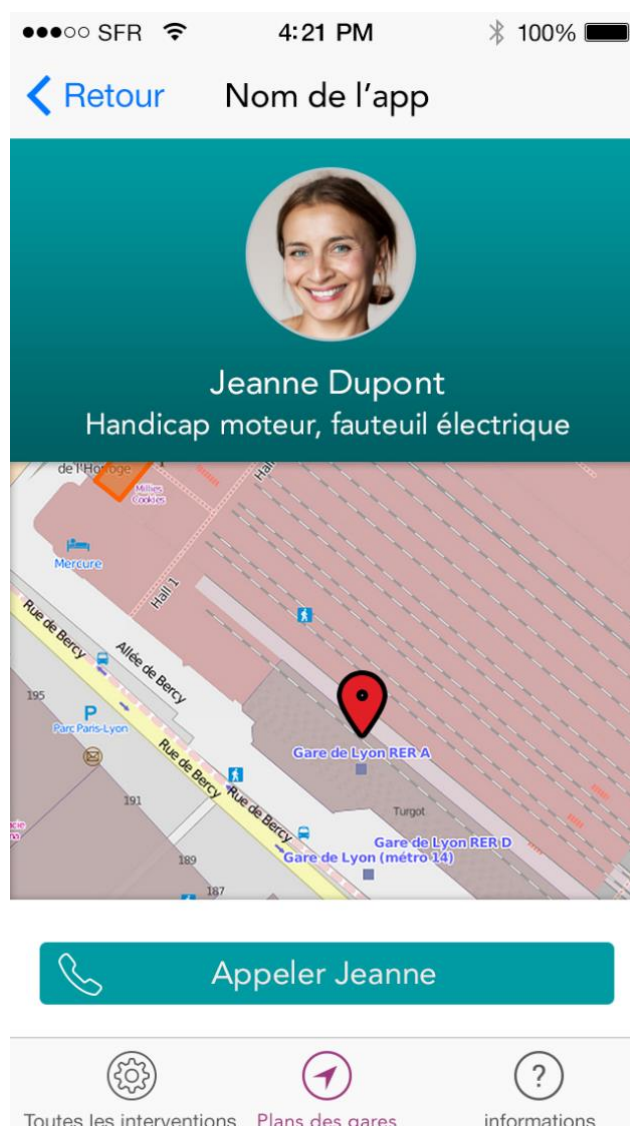 SFR 4:21 PM 100%
Retour Nom de l'app
Jeanne Dupont
Handicap moteur, fauteuil électrique
de l'Horloge
Millies
Cookies
Hall
Mercure
Hall 1
Rue de Bercy
Allée de Bercy
195
P
Parc Paris-Lyon
Rue de Bercy
Gare de Lyon RER A
191
Rue de Bercy
Turgot
Gare de Lyon RER D
189
Gare de Lyon (métro 14)
187
Appeler Jeanne
?
Toutes les interventions Plans des gares informations